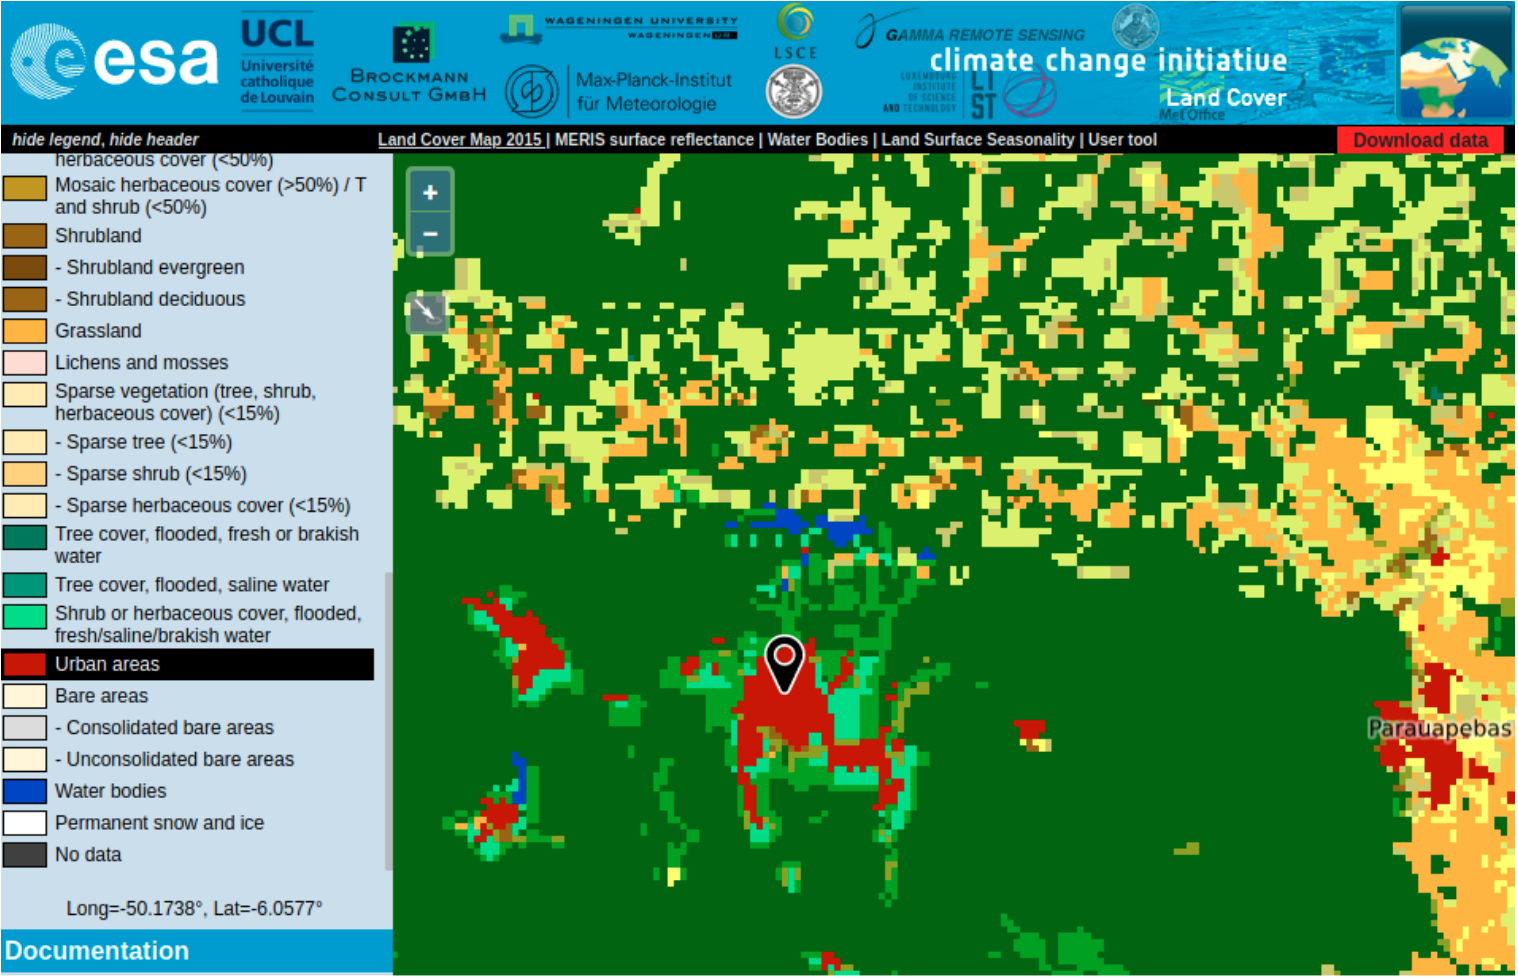 esa
UCL
Université
catholique
de Louvain
BROCKMANN
CONSULT GMBH
WAGENINGEN UNIVERSITY
WAGENINGEN UR
Max-Planck-Institut
für Meteorologie
LSCE
GAMMA REMOTE SENSING
LUXEMBOURG
INSTITUTE
OF SCIENCE
AND TECHNOLOGY
LIST
climate change initiative
Land Cover
Met Office
hide legend, hide header
Land Cover Map 2015 | MERIS surface reflectance | Water Bodies | Land Surface Seasonality | User tool
Download data
herbaceous cover (<50%)
Mosaic herbaceous cover (>50%) / T
and shrub (<50%)
Shrubland
- Shrubland evergreen
- Shrubland deciduous
Grassland
Lichens and mosses
Sparse vegetation (tree, shrub,
herbaceous cover) (<15%)
- Sparse tree (<15%)
- Sparse shrub (<15%)
- Sparse herbaceous cover (<15%)
Tree cover, flooded, fresh or brakish
water
Tree cover, flooded, saline water
Shrub or herbaceous cover, flooded,
fresh/saline/brakish water
Urban areas
Bare areas
- Consolidated bare areas
- Unconsolidated bare areas
Water bodies
Permanent snow and ice
No data
Long=-50.1738°, Lat=-6.0577°
Documentation
+
−
Parauapebas